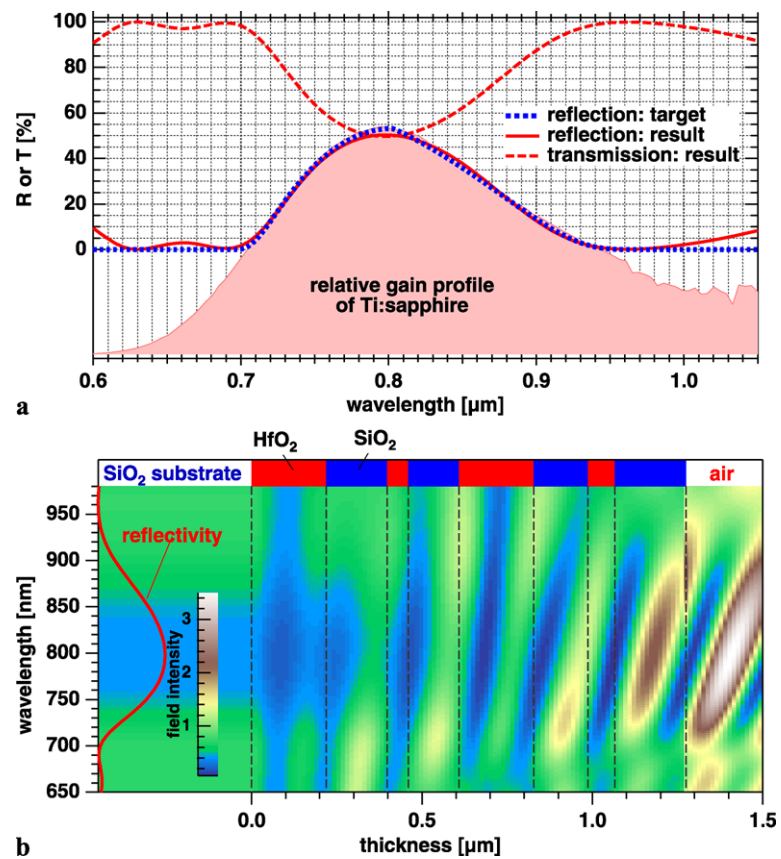 100
80
60
40
20
0
R or T [%]
reflection: target
reflection: result
transmission: result
relative gain profile
of Ti:sapphire
0.6
0.7
0.8
0.9
1.0
wavelength [µm]
a
HfO2
SiO2
SiO2 substrate
air
reflectivity
950
900
850
800
750
700
650
wavelength [nm]
field intensity
3
2
1
0.0
0.5
1.0
1.5
thickness [µm]
b